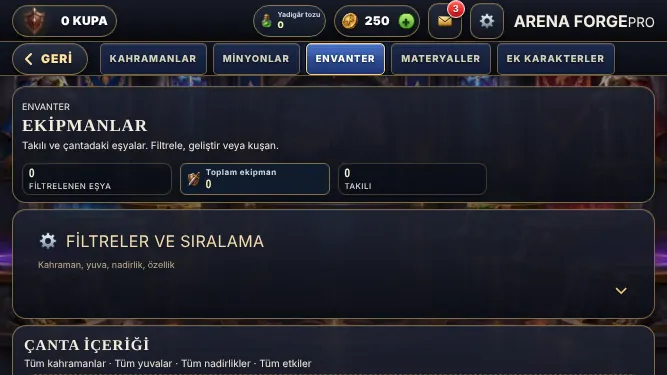 0 KUPA
Yadigâr tozu
0
250
3
ARENA FORGEPRO
GERİ
KAHRAMANLAR
MİNYONLAR
ENVANTER
MATERYALLER
EK KARAKTERLER
ENVANTER
EKİPMANLAR
Takılı ve çantadaki eşyalar. Filtrele, geliştir veya kuşan.
0
FİLTRELENEN EŞYA
Toplam ekipman
0
0
TAKILI
FİLTRELER VE SIRALAMA
Kahraman, yuva, nadirlik, özellik
ÇANTA İÇERİĞİ
Tüm kahramanlar · Tüm yuvalar · Tüm nadirlikler · Tüm etkiler